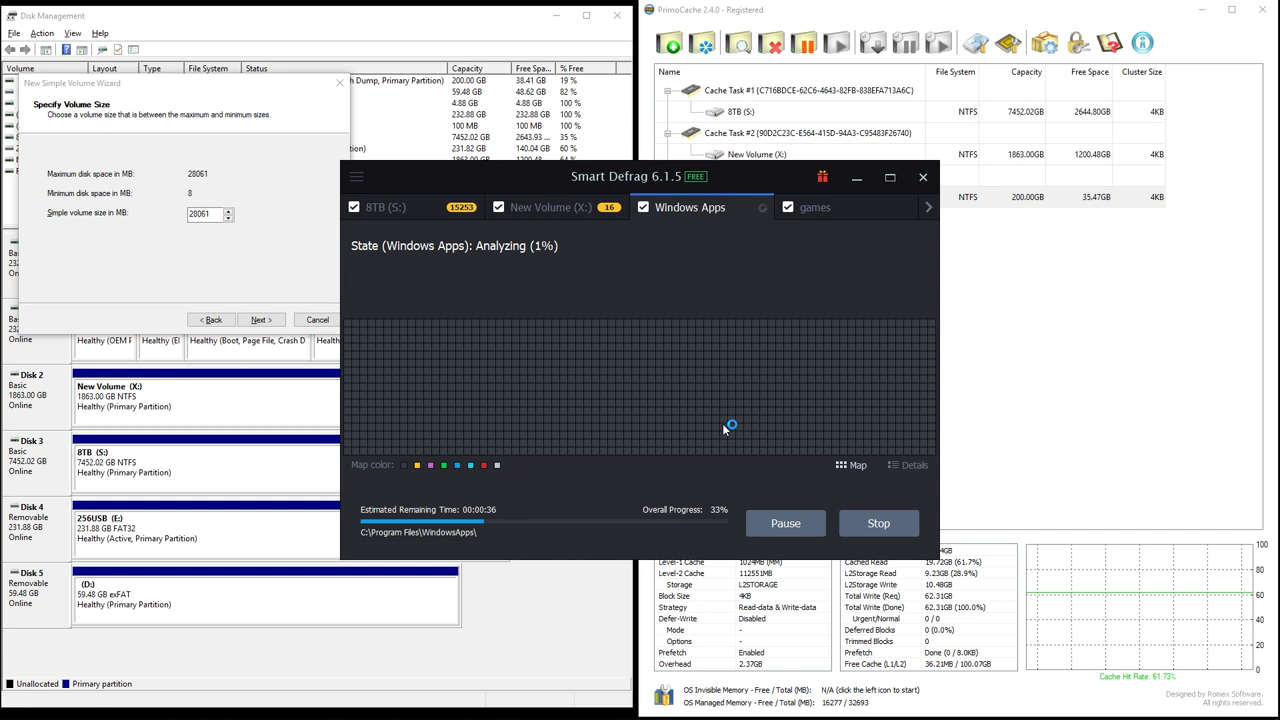 Disk Management
File Action View Help
Volume Layout Type File System Status Capacity Free Spa... % Free
Dump, Primary Partition) 200.00 GB 38.41 GB 19 %
59.48 GB 48.62 GB 82 %
4.88 GB 4.88 GB 100 %
232.88 GB 232.88 GB 100 %
100 MB 100 MB 100 %
7452.02 GB 2643.93 ... 35 %
231.88 GB 140.04 GB 60 %
New Simple Volume Wizard
Specify Volume Size
Choose a volume size that is between the maximum and minimum sizes.
Maximum disk space in MB: 28061
Minimum disk space in MB: 8
Simple volume size in MB: 28061
< Back Next > Cancel
Online Healthy (OEM F Healthy (El Healthy (Boot, Page File, Crash D Health
Disk 2
Basic
1863.00 GB
Online
New Volume (X:)
1863.00 GB NTFS
Healthy (Primary Partition)
Disk 3
Basic
7452.02 GB
Online
8TB (S:)
7452.02 GB NTFS
Healthy (Primary Partition)
Disk 4
Removable
231.88 GB
Online
256USB (E:)
231.88 GB FAT32
Healthy (Active, Primary Partition)
Disk 5
Removable
59.48 GB
Online
(D:)
59.48 GB exFAT
Healthy (Primary Partition)
Unallocated Primary partition
PrimoCache 2.4.0 - Registered
Name File System Capacity Free Space Cluster Size
Cache Task #1 {C716BDCE-62C6-4643-82FB-838EFA713A6C}
8TB (S:) NTFS 7452.02GB 2644.80GB 4KB
Cache Task #2 {90D2C23C-E564-415D-94A3-C95483F26740}
New Volume (X:) NTFS 1863.00GB 1200.48GB 4KB
NTFS 200.00GB 35.47GB 4KB
Smart Defrag 6.1.5 FREE
8TB (S:) 15253 New Volume (X:) 16 Windows Apps games
State (Windows Apps): Analyzing (1%)
Map color: Map Details
Estimated Remaining Time: 00:00:36 Overall Progress: 33%
C:\Program Files\WindowsApps\
Pause Stop
Level-1 Cache 1024MB (MM)
Level-2 Cache 112551MB
Storage L2STORAGE
Block Size 4KB
Strategy Read-data & Write-data
Defer-Write Disabled
Mode -
Options -
Prefetch Enabled
Overhead 2.37GB
Cached Read 19.72GB (61.7%)
L2Storage Read 9.23GB (28.9%)
L2Storage Write 10.48GB
Total Write (Req) 62.31GB
Total Write (Done) 62.31GB (100.0%)
Urgent/Normal 0 / 0
Deferred Blocks 0 (0.0%)
Trimmed Blocks 0
Prefetch Done (0 / 8.0KB)
Free Cache (L1/L2) 36.21MB / 100.07GB
100
80
60
40
20
0
Cache Hit Rate: 61.73%
OS Invisible Memory - Free / Total (MB): N/A (click the left icon to start)
OS Managed Memory - Free / Total (MB): 16277 / 32693
Designed by Romex Software.
All rights reserved.